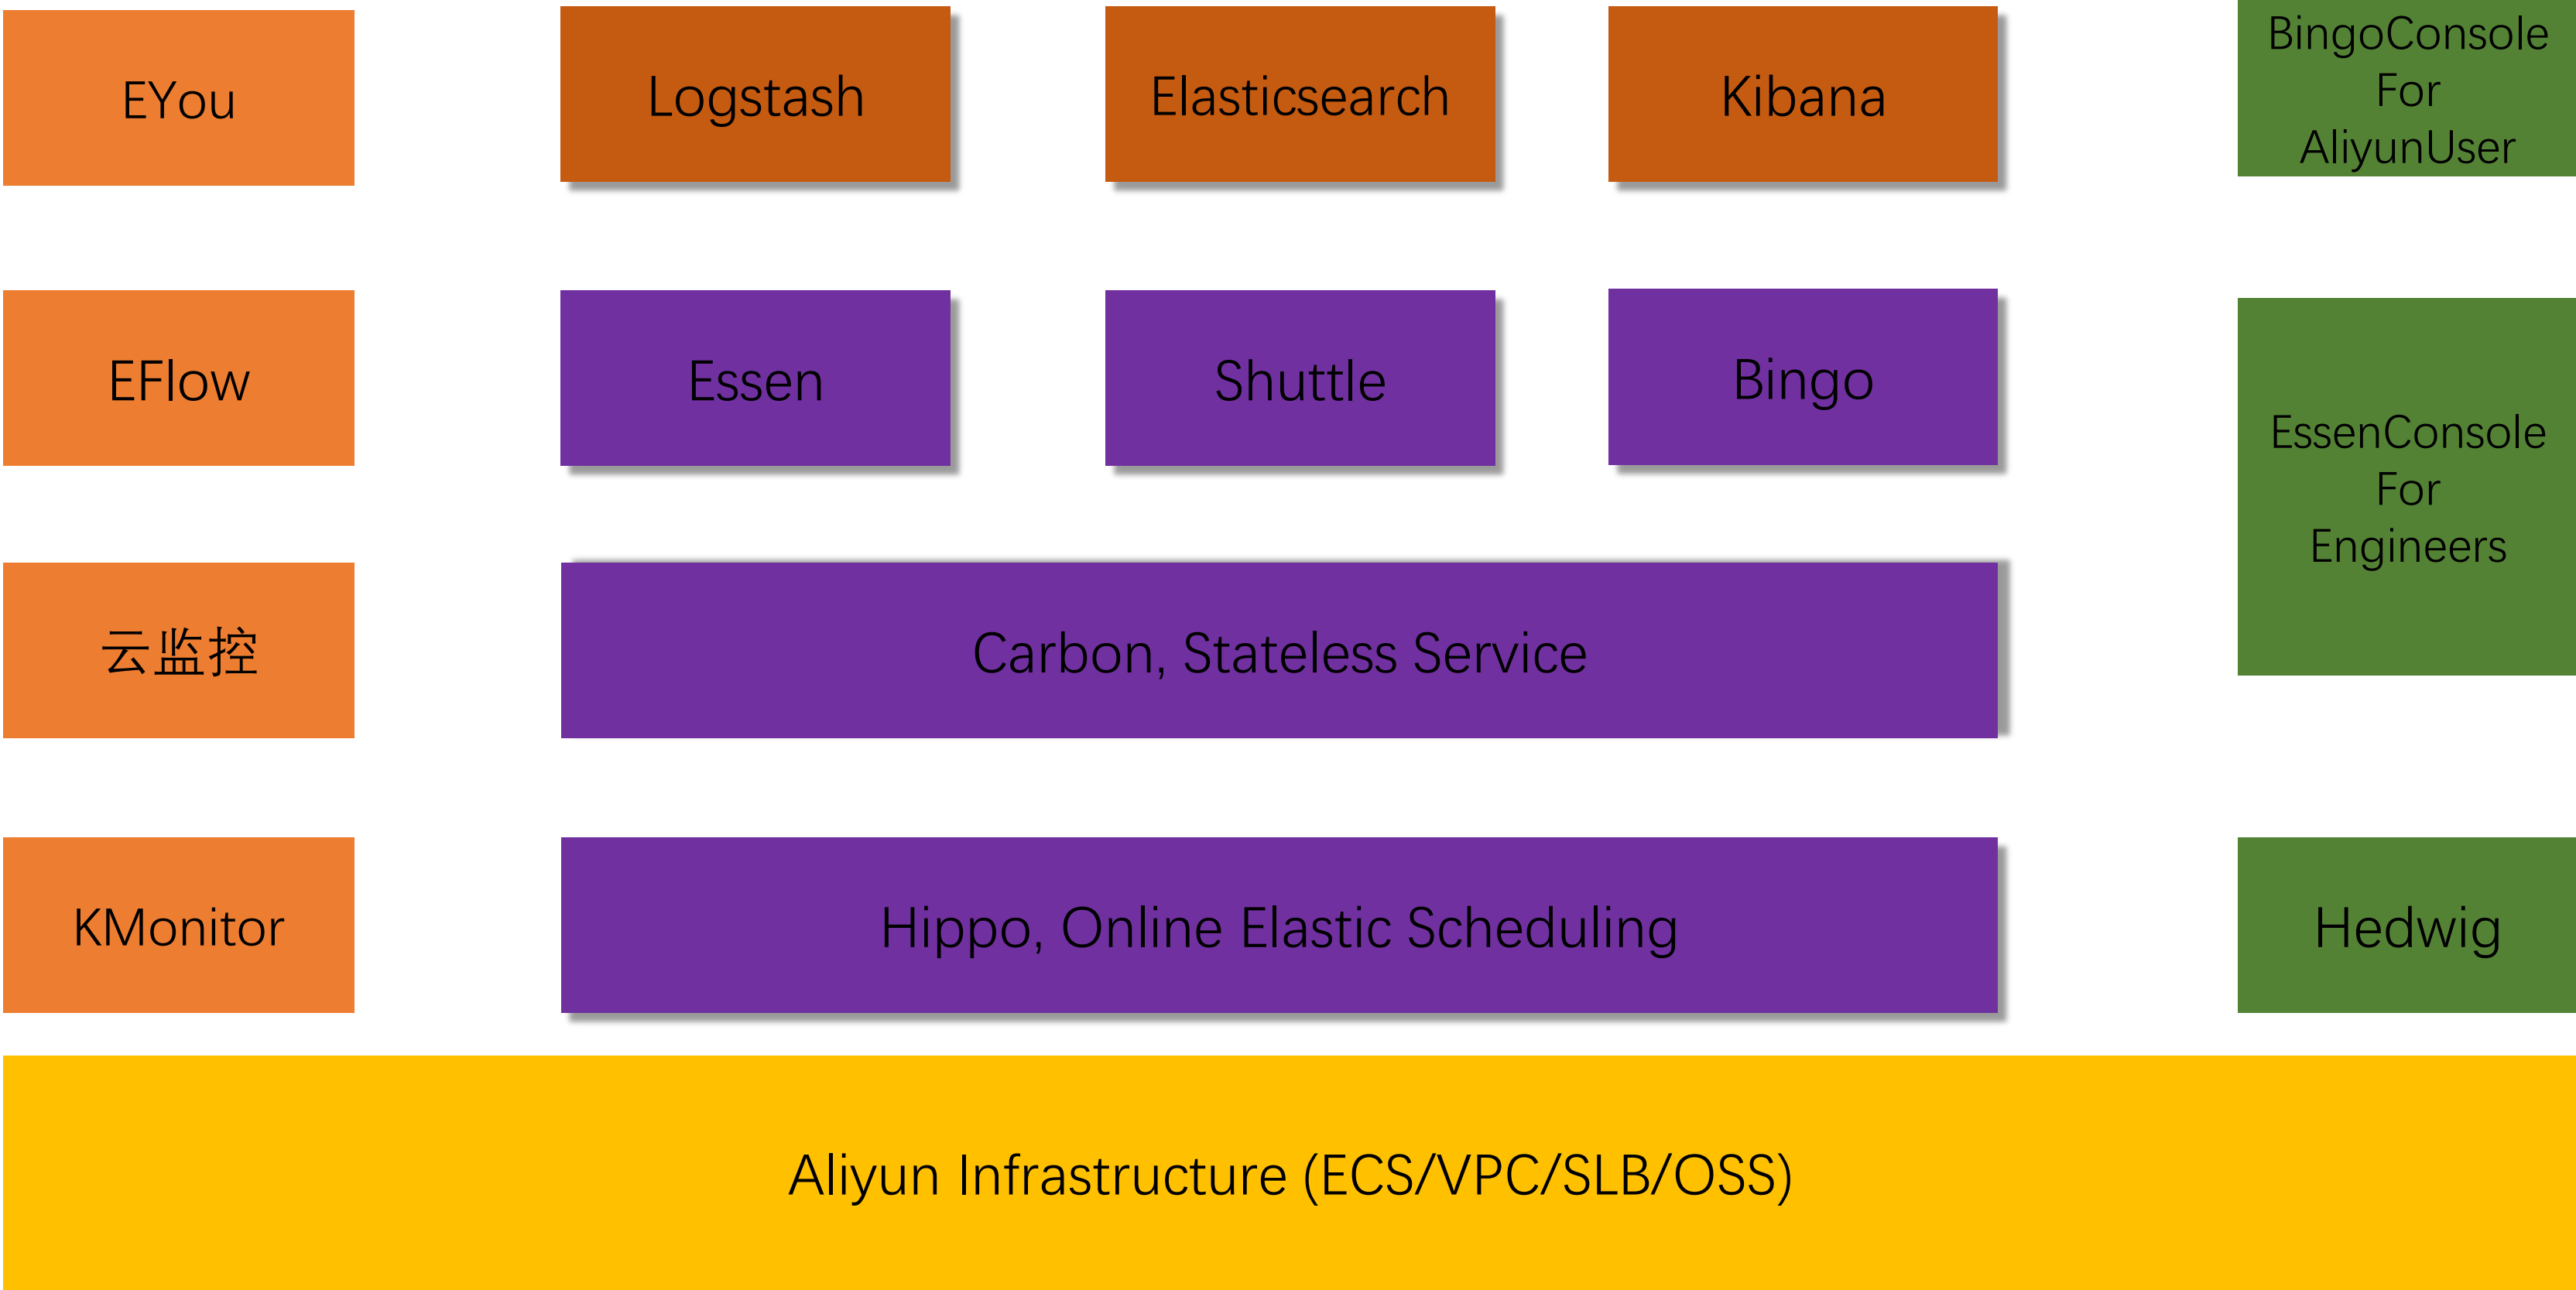 EYou
Logstash
Elasticsearch
Kibana
BingoConsole
For
AliyunUser
EFlow
Essen
Shuttle
Bingo
EssenConsole
For
Engineers
云监控
Carbon, Stateless Service
KMonitor
Hippo, Online Elastic Scheduling
Hedwig
Aliyun Infrastructure (ECS/VPC/SLB/OSS)